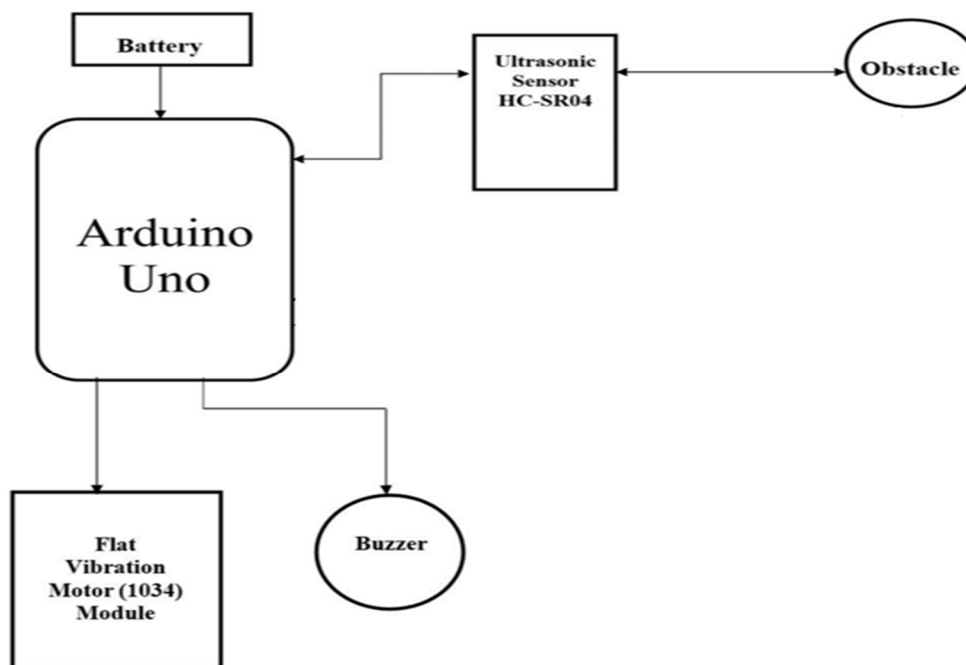 Battery
Ultrasonic
Sensor
HC-SR04
Obstacle
Arduino
Uno
Flat
Vibration
Motor (1034)
Module
Buzzer